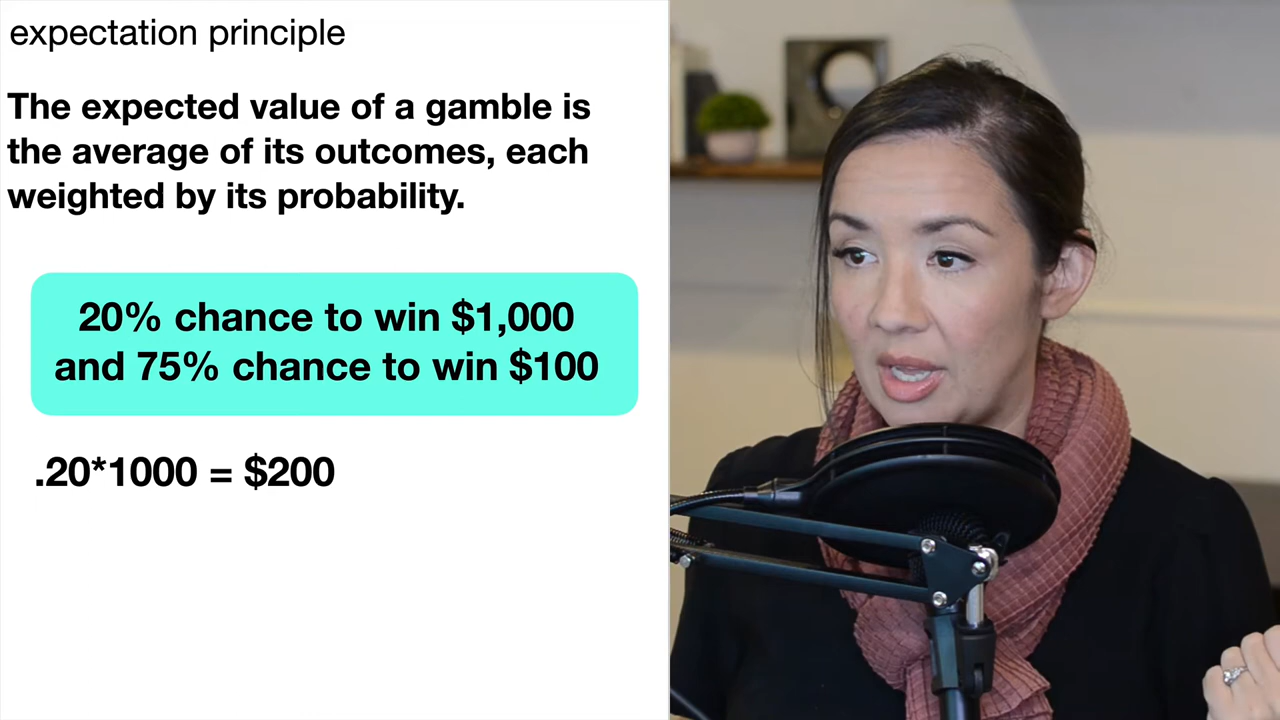 expectation principle
The expected value of a gamble is
the average of its outcomes, each
weighted by its probability.
20% chance to win $1,000
and 75% chance to win $100
.20*1000 = $200